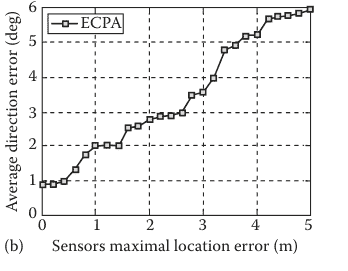 6
ECPA
5
4
3
2
1
0
Average direction error (deg)
0 1 2 3 4 5
(b) Sensors maximal location error (m)